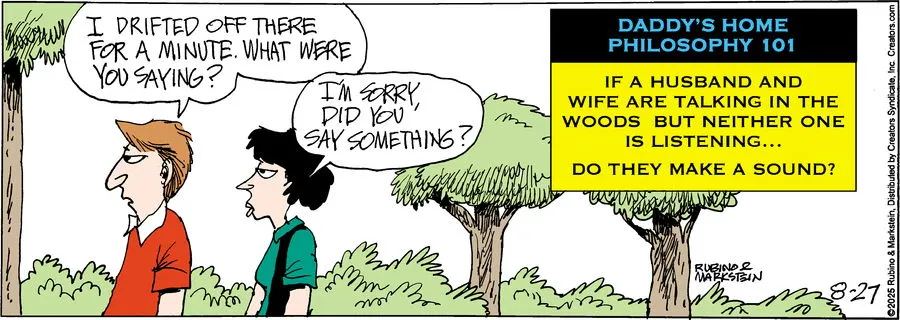 I DRIFTED OFF THERE
FOR A MINUTE. WHAT WERE
YOU SAYING?
I'M SORRY,
DID YOU
SAY SOMETHING?
DADDY'S HOME
PHILOSOPHY 101
IF A HUSBAND AND
WIFE ARE TALKING IN THE
WOODS BUT NEITHER ONE
IS LISTENING...
DO THEY MAKE A SOUND?
RUBINO &
MARKSTEIN
8-27
©2025 Rubino & Markstein, Distributed by Creators Syndicate, Inc. Creators.com